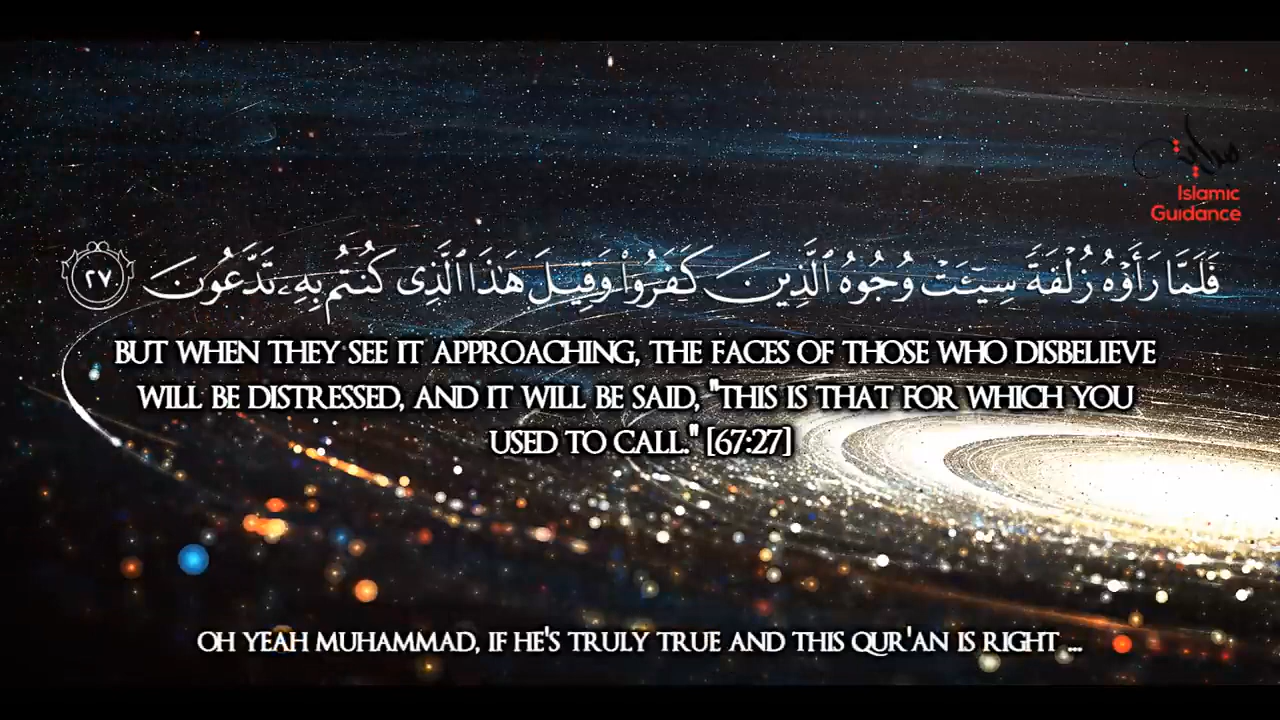 هداية
Islamic
Guidance
فَلَمَّا رَأَوْهُ زُلْفَةً سِيٓـَٔتْ وُجُوهُ ٱلَّذِينَ كَفَرُوا۟ وَقِيلَ هَٰذَا ٱلَّذِى كُنتُم بِهِۦ تَدَّعُونَ ٢٧
BUT WHEN THEY SEE IT APPROACHING, THE FACES OF THOSE WHO DISBELIEVE
WILL BE DISTRESSED, AND IT WILL BE SAID, "THIS IS THAT FOR WHICH YOU
USED TO CALL." [67:27]
OH YEAH MUHAMMAD, IF HE'S TRULY TRUE AND THIS QUR'AN IS RIGHT ...